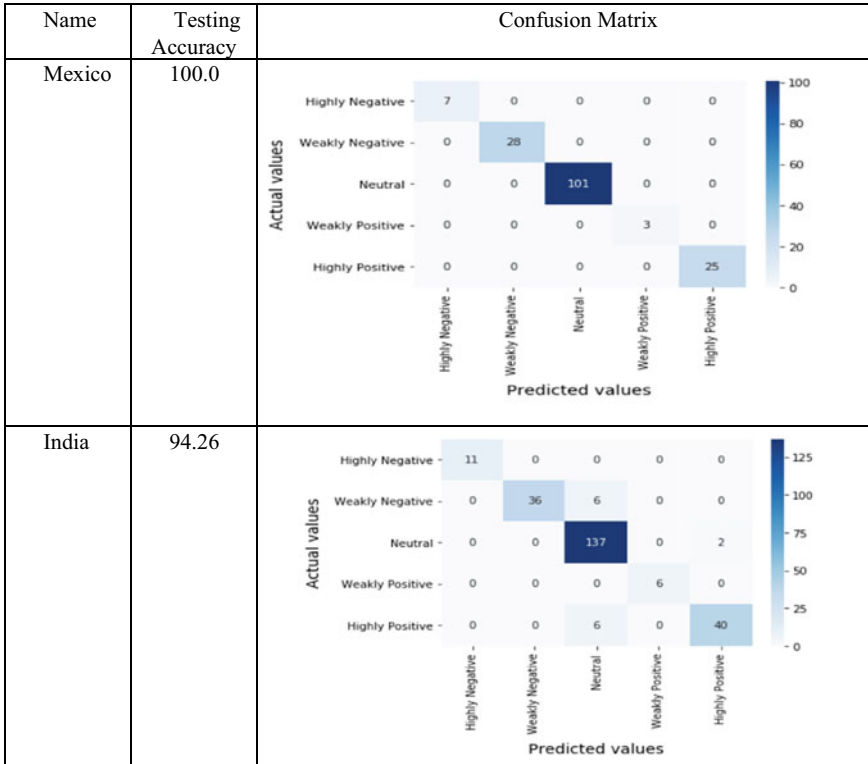 Name Testing Accuracy Confusion Matrix
Mexico 100.0
Actual values
Highly Negative 7 0 0 0 0
Weakly Negative 0 28 0 0 0
Neutral 0 0 101 0 0
Weakly Positive 0 0 0 3 0
Highly Positive 0 0 0 0 25
Highly Negative Weakly Negative Neutral Weakly Positive Highly Positive
Predicted values
100
80
60
40
20
0
India 94.26
Actual values
Highly Negative 11 0 0 0 0
Weakly Negative 0 36 6 0 0
Neutral 0 0 137 0 2
Weakly Positive 0 0 0 6 0
Highly Positive 0 0 6 0 40
Highly Negative Weakly Negative Neutral Weakly Positive Highly Positive
Predicted values
125
100
75
50
25
0